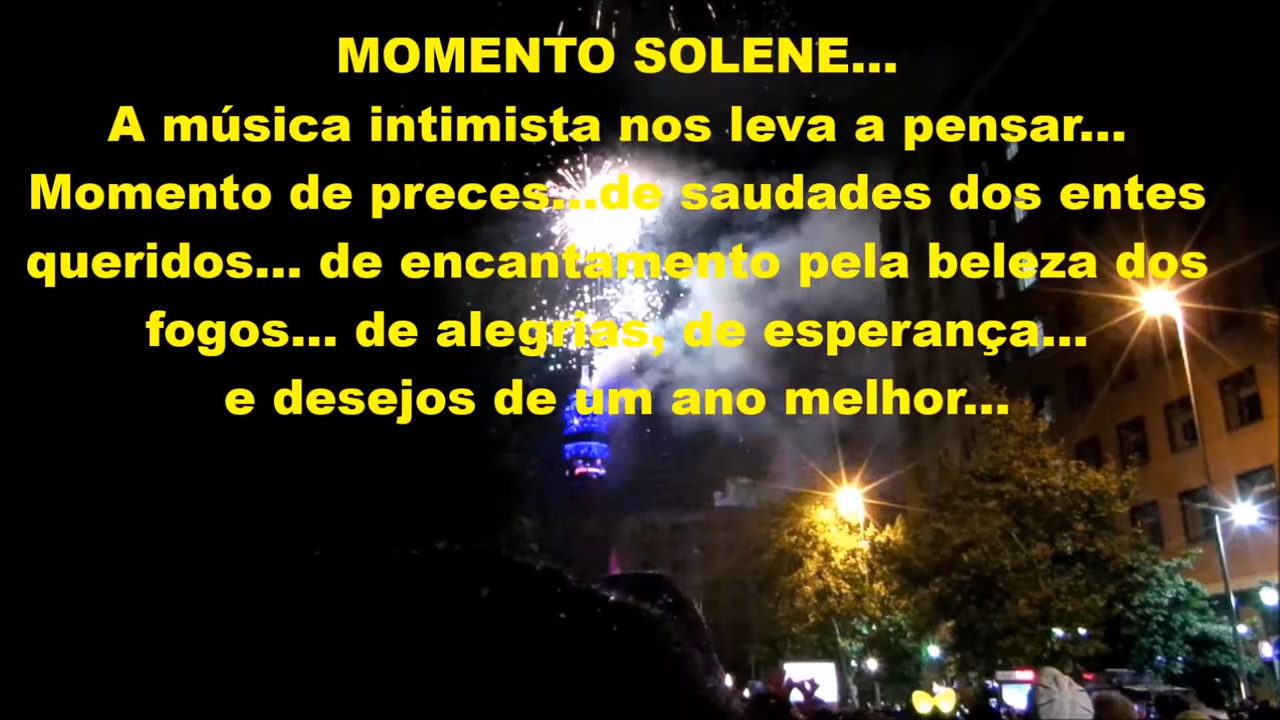 MOMENTO SOLENE...
A música intimista nos leva a pensar...
Momento de preces...de saudades dos entes
queridos... de encantamento pela beleza dos
fogos... de alegrias, de esperança...
e desejos de um ano melhor...